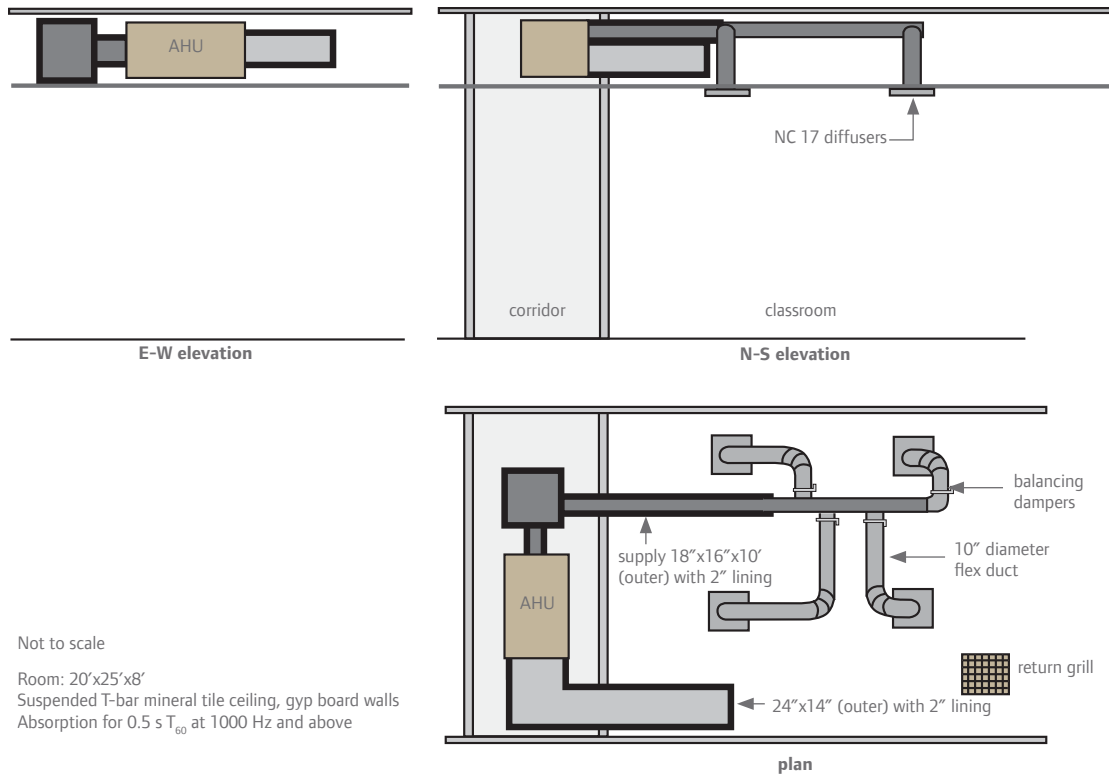 AHU
NC 17 diffusers
corridor
classroom
E-W elevation
N-S elevation
balancing
dampers
supply 18″x16″x10′
(outer) with 2″ lining
10″ diameter
flex duct
AHU
Not to scale
Room: 20′x25′x8′
Suspended T-bar mineral tile ceiling, gyp board walls
Absorption for 0.5 s T60 at 1000 Hz and above
return grill
24″x14″ (outer) with 2″ lining
plan